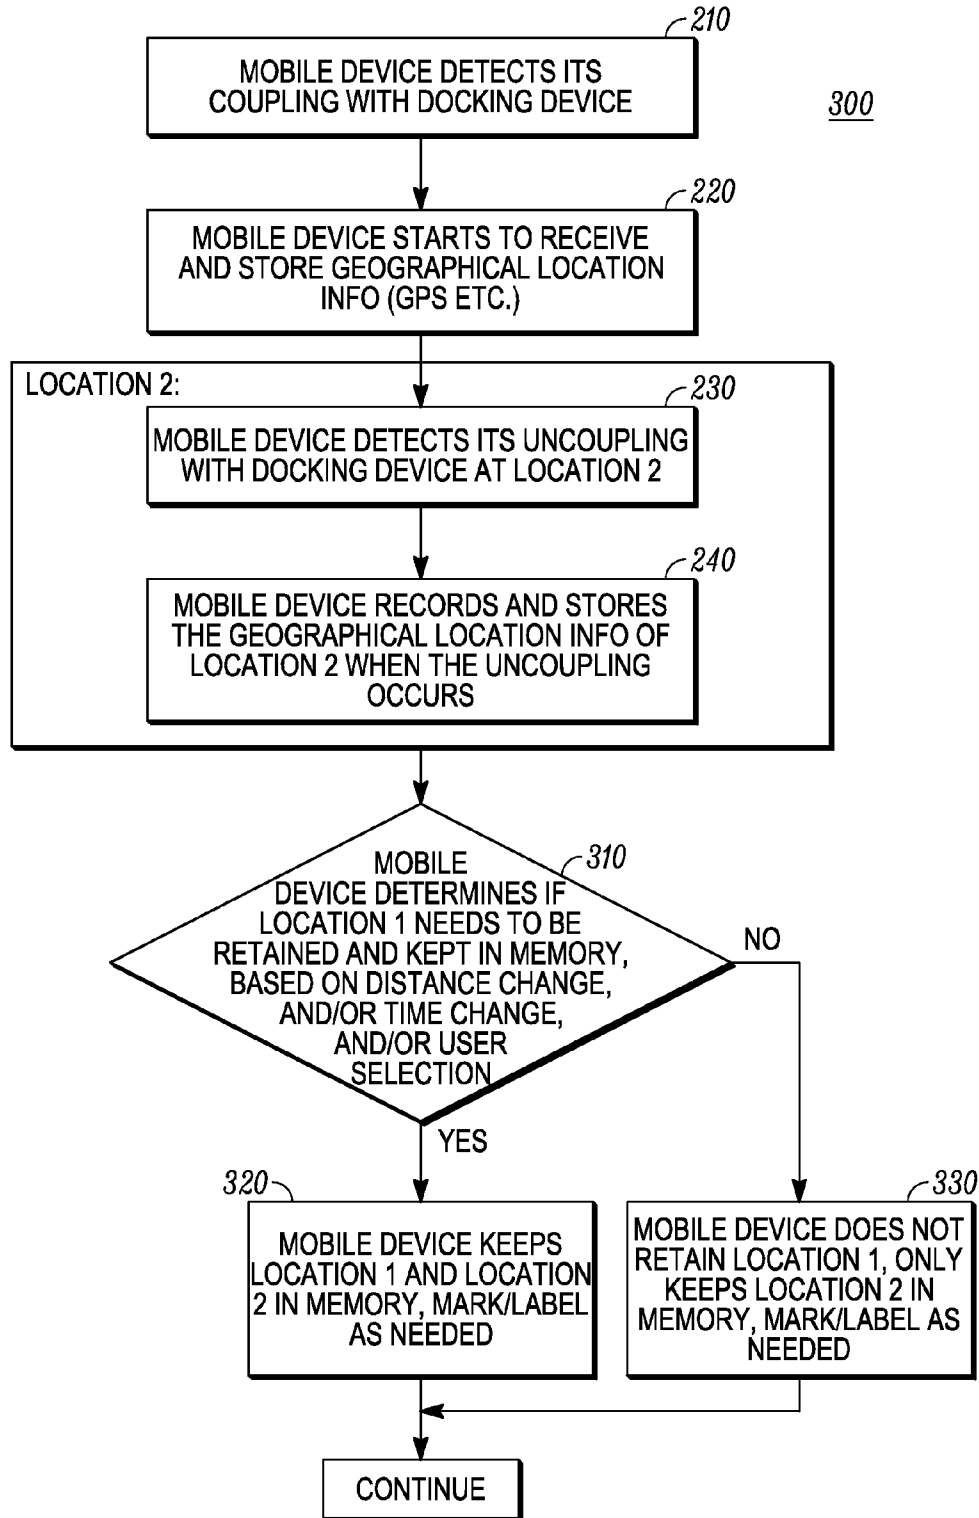 210
MOBILE DEVICE DETECTS ITS
COUPLING WITH DOCKING DEVICE
300
220
MOBILE DEVICE STARTS TO RECEIVE
AND STORE GEOGRAPHICAL LOCATION
INFO (GPS ETC.)
LOCATION 2:
230
MOBILE DEVICE DETECTS ITS UNCOUPLING
WITH DOCKING DEVICE AT LOCATION 2
240
MOBILE DEVICE RECORDS AND STORES
THE GEOGRAPHICAL LOCATION INFO OF
LOCATION 2 WHEN THE UNCOUPLING
OCCURS
310
MOBILE
DEVICE DETERMINES IF
LOCATION 1 NEEDS TO BE
RETAINED AND KEPT IN MEMORY,
BASED ON DISTANCE CHANGE,
AND/OR TIME CHANGE,
AND/OR USER
SELECTION
NO
YES
320
MOBILE DEVICE KEEPS
LOCATION 1 AND LOCATION
2 IN MEMORY, MARK/LABEL
AS NEEDED
330
MOBILE DEVICE DOES NOT
RETAIN LOCATION 1, ONLY
KEEPS LOCATION 2 IN
MEMORY, MARK/LABEL AS
NEEDED
CONTINUE